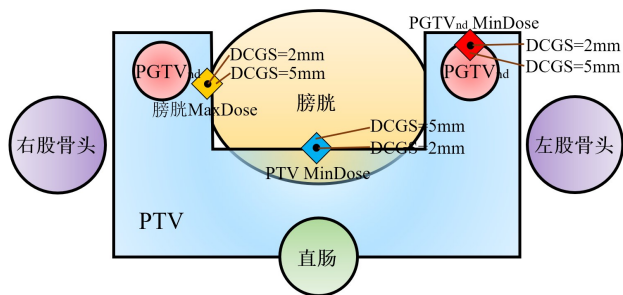 PGTVnd MinDose
DCGS=2mm
DCGS=5mm
PGTVnd
DCGS=2mm
DCGS=5mm
PGTVnd
膀胱MaxDose
膀胱
DCGS=5mm
DCGS=2mm
PTV MinDose
右股骨头
左股骨头
PTV
直肠